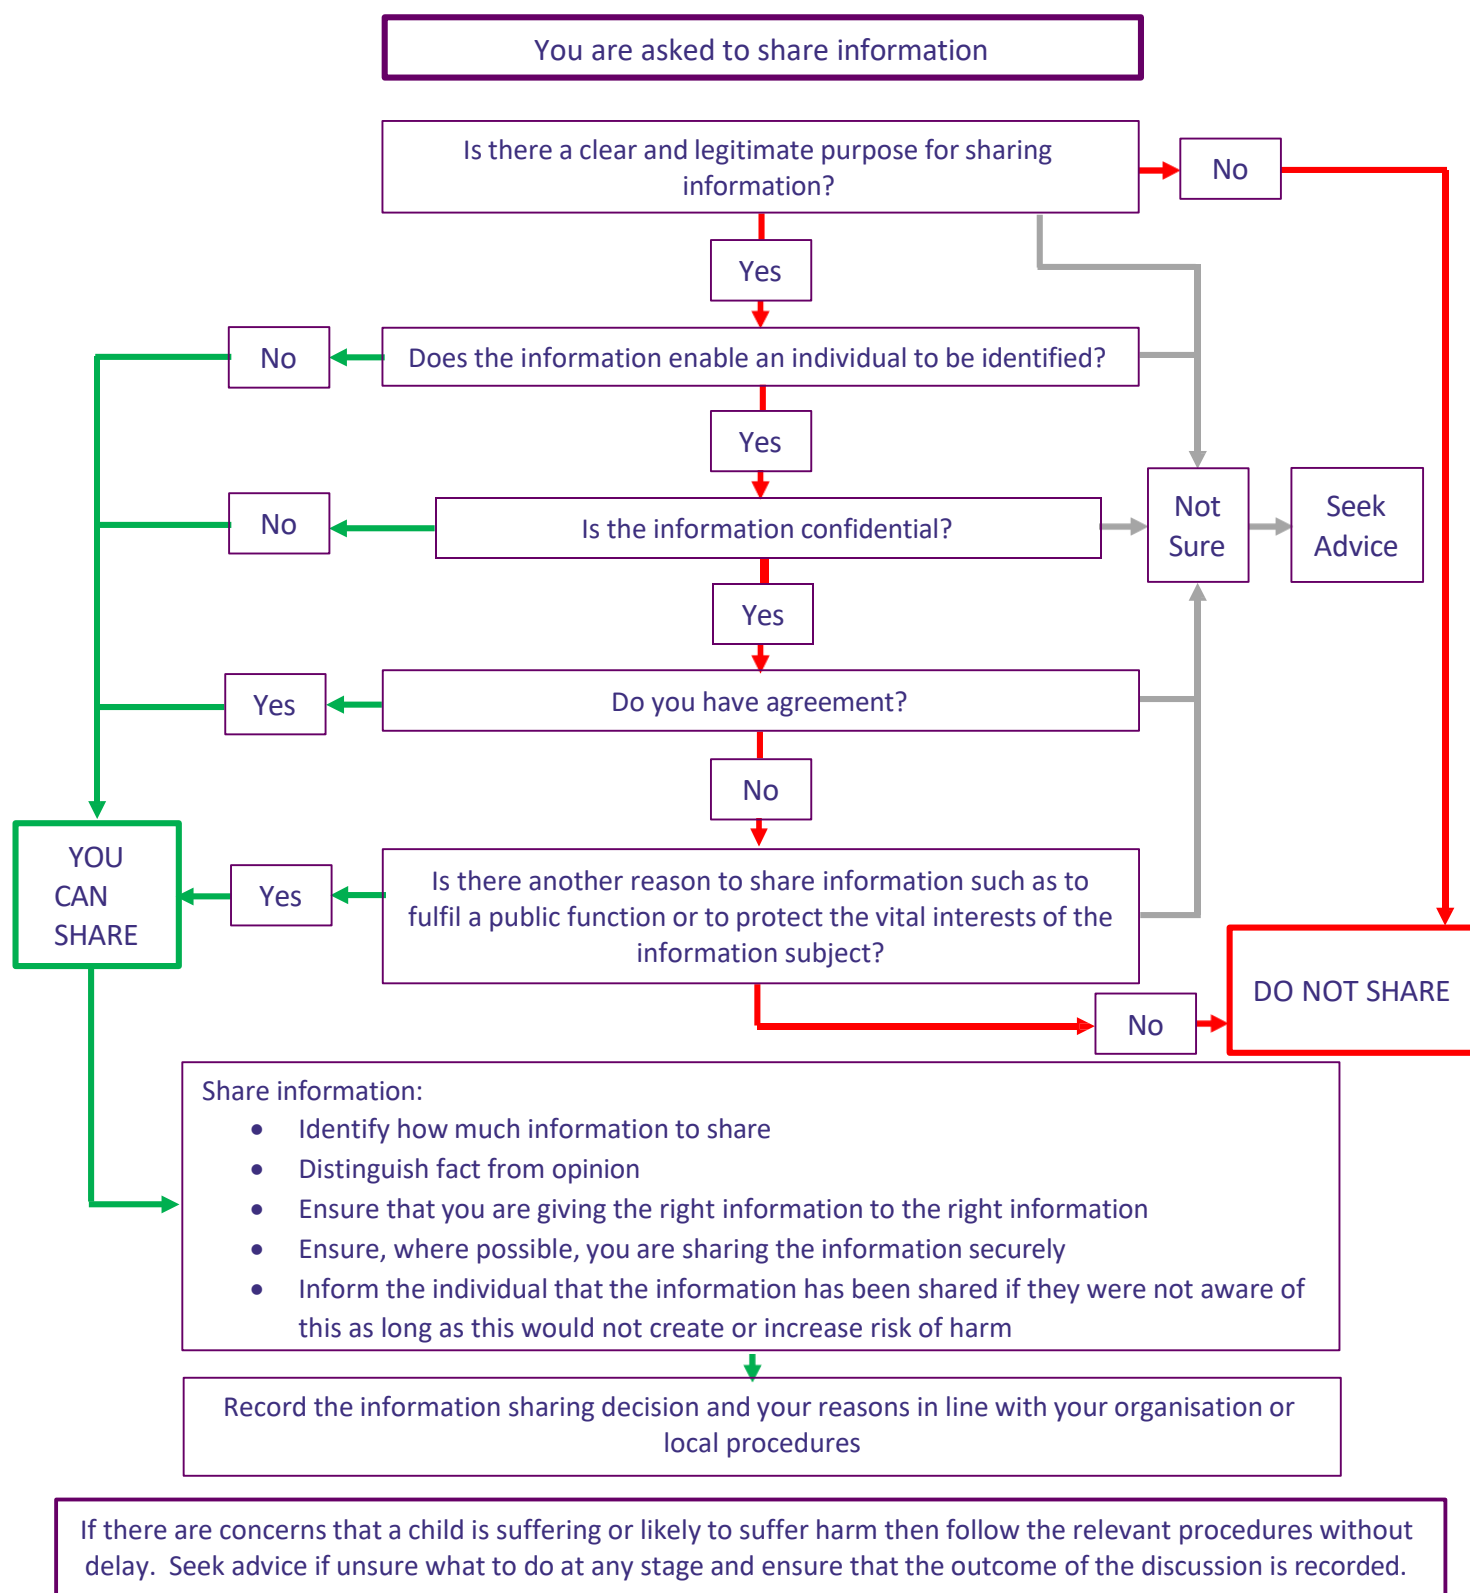 You are asked to share information
Is there a clear and legitimate purpose for sharing
information?
No
Yes
No
Does the information enable an individual to be identified?
Yes
No
Is the information confidential?
Not
Sure
Seek
Advice
Yes
Yes
Do you have agreement?
No
YOU
CAN
SHARE
Yes
Is there another reason to share information such as to
fulfil a public function or to protect the vital interests of the
information subject?
DO NOT SHARE
No
Share information:
• Identify how much information to share
• Distinguish fact from opinion
• Ensure that you are giving the right information to the right information
• Ensure, where possible, you are sharing the information securely
• Inform the individual that the information has been shared if they were not aware of
this as long as this would not create or increase risk of harm
Record the information sharing decision and your reasons in line with your organisation or
local procedures
If there are concerns that a child is suffering or likely to suffer harm then follow the relevant procedures without
delay.  Seek advice if unsure what to do at any stage and ensure that the outcome of the discussion is recorded.